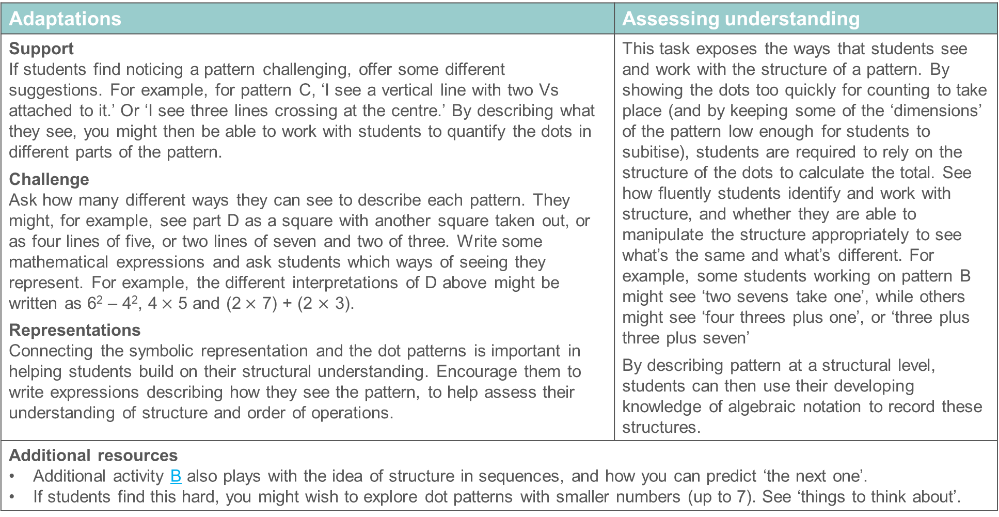 Adaptations
Support
If students find noticing a pattern challenging, offer some different
suggestions. For example, for pattern C, ‘I see a vertical line with two Vs
attached to it.’ Or ‘I see three lines crossing at the centre.’ By describing what
they see, you might then be able to work with students to quantify the dots in
different parts of the pattern.
Challenge
Ask how many different ways they can see to describe each pattern. They
might, for example, see part D as a square with another square taken out, or
as four lines of five, or two lines of seven and two of three. Write some
mathematical expressions and ask students which ways of seeing they
represent. For example, the different interpretations of D above might be
written as 6² – 4², 4 × 5 and (2 × 7) + (2 × 3).
Representations
Connecting the symbolic representation and the dot patterns is important in
helping students build on their structural understanding. Encourage them to
write expressions describing how they see the pattern, to help assess their
understanding of structure and order of operations.
Assessing understanding
This task exposes the ways that students see
and work with the structure of a pattern. By
showing the dots too quickly for counting to take
place (and by keeping some of the ‘dimensions’
of the pattern low enough for students to
subitise), students are required to rely on the
structure of the dots to calculate the total. See
how fluently students identify and work with
structure, and whether they are able to
manipulate the structure appropriately to see
what’s the same and what’s different. For
example, some students working on pattern B
might see ‘two sevens take one’, while others
might see ‘four threes plus one’, or ‘three plus
three plus seven’
By describing pattern at a structural level,
students can then use their developing
knowledge of algebraic notation to record these
structures.
Additional resources
• Additional activity B also plays with the idea of structure in sequences, and how you can predict ‘the next one’.
• If students find this hard, you might wish to explore dot patterns with smaller numbers (up to 7). See ‘things to think about’.